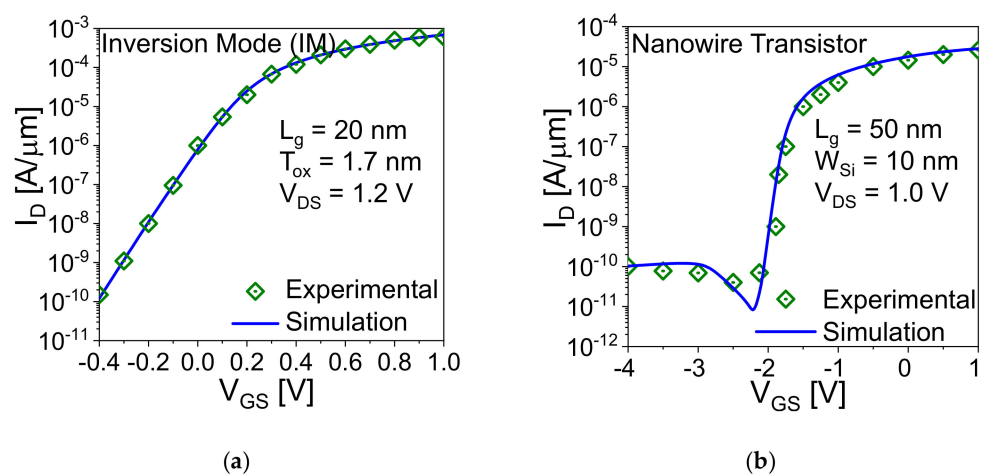 Inversion Mode (IM)
I_D [A/μm]
10^-3
10^-4
10^-5
10^-6
10^-7
10^-8
10^-9
10^-10
10^-11
L_g = 20 nm
T_ox = 1.7 nm
V_DS = 1.2 V
Experimental
Simulation
-0.4 -0.2 0.0 0.2 0.4 0.6 0.8 1.0
V_GS [V]
(a)
Nanowire Transistor
I_D [A/μm]
10^-4
10^-5
10^-6
10^-7
10^-8
10^-9
10^-10
10^-11
10^-12
L_g = 50 nm
W_Si = 10 nm
V_DS = 1.0 V
Experimental
Simulation
-4 -3 -2 -1 0 1
V_GS [V]
(b)